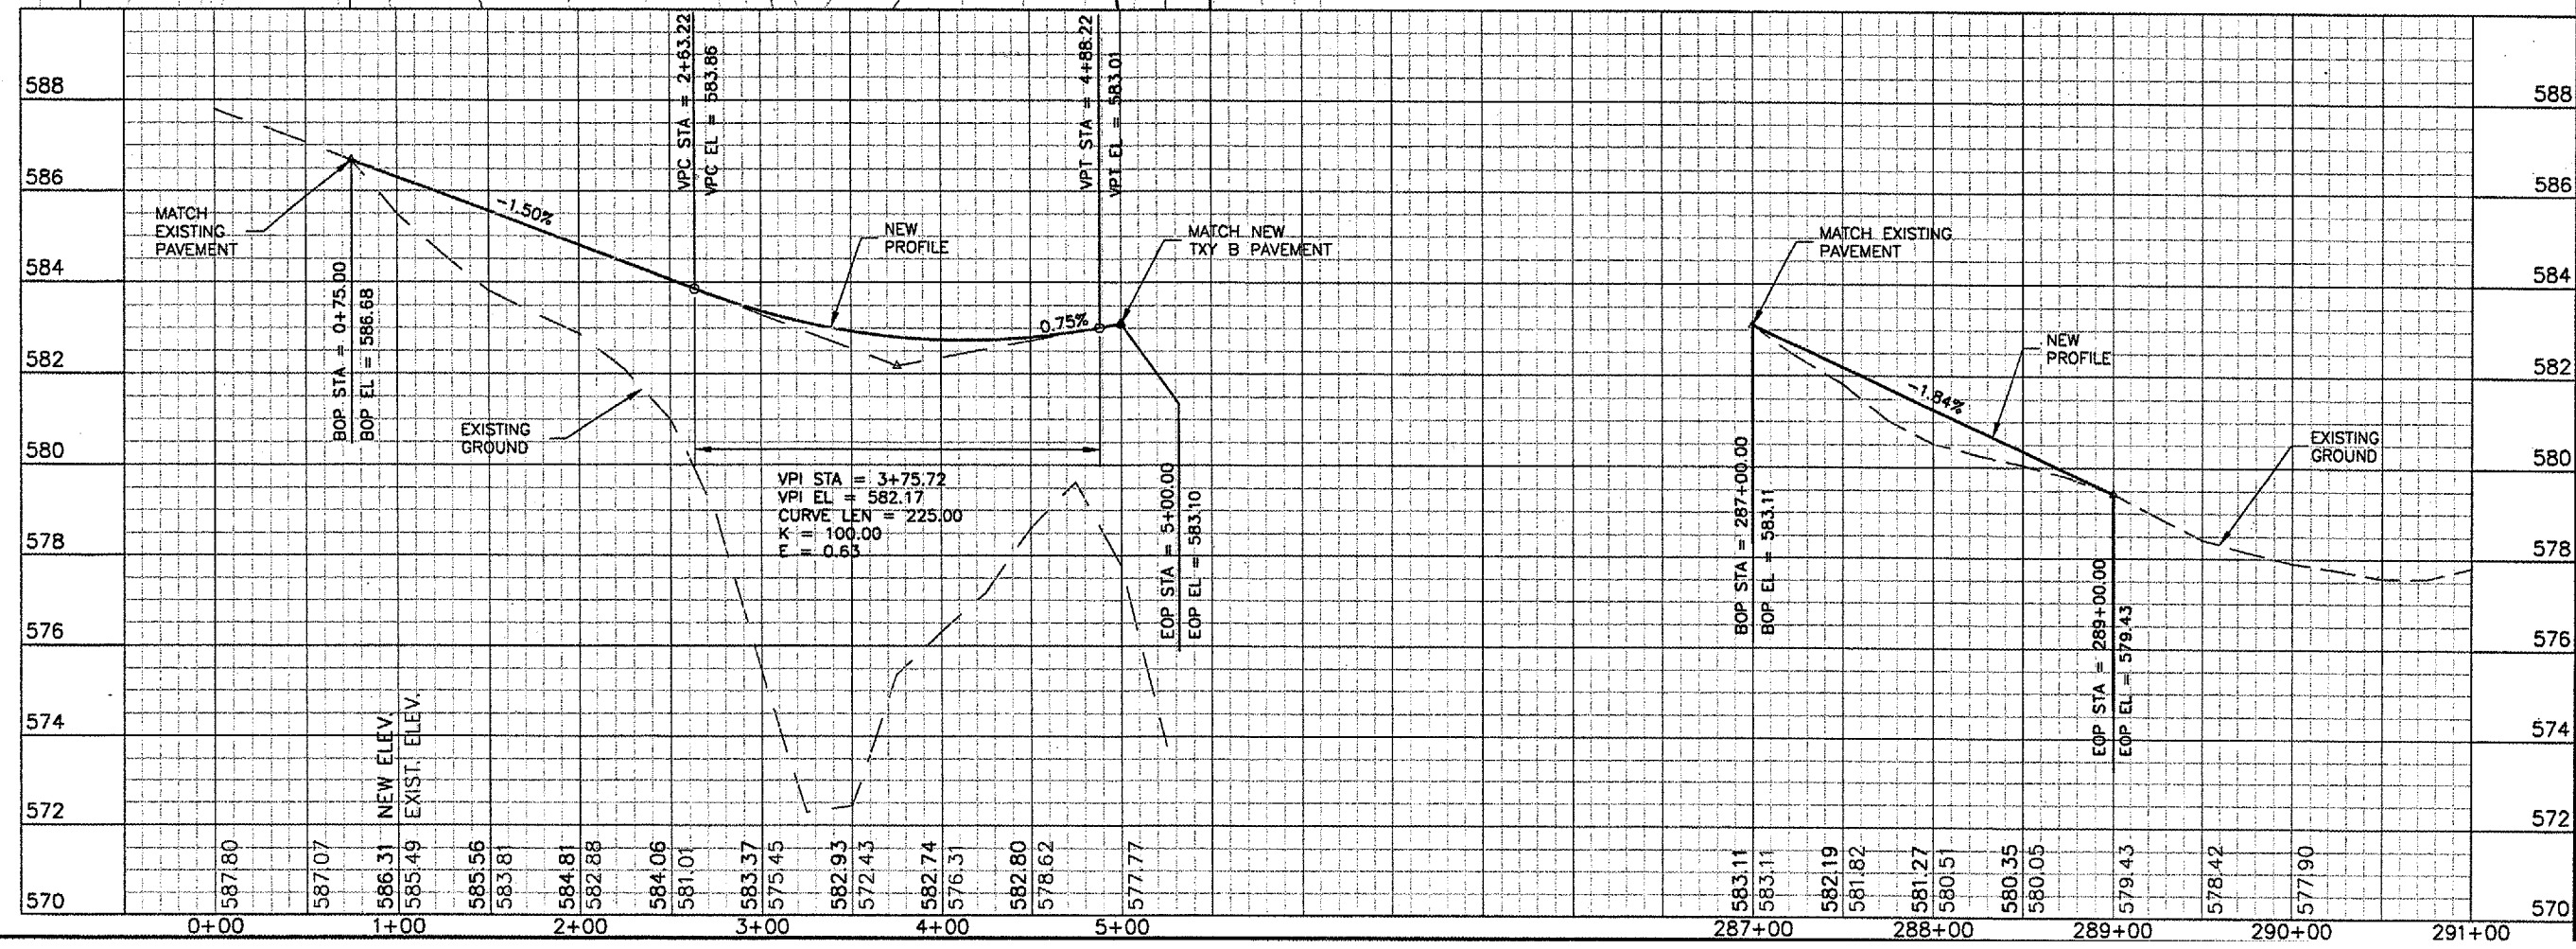 588
586
584
582
580
578
576
574
572
570
MATCH
EXISTING
PAVEMENT
BOP STA = 0+75.00
BOP EL = 586.68
-1.50%
EXISTING
GROUND
VPC STA = 2+63.22
VPC EL = 583.86
NEW
PROFILE
VPI STA = 3+75.72
VPI EL = 582.17
CURVE LEN = 225.00
K = 100.00
E = 0.63
0.75%
VPT STA = 4+88.22
VPT EL = 583.01
MATCH NEW
TXY B PAVEMENT
EOP STA = 5+00.00
EOP EL = 583.10
MATCH EXISTING
PAVEMENT
BOP STA = 287+00.00
BOP EL = 583.11
-1.84%
NEW
PROFILE
EOP STA = 289+00.00
EOP EL = 579.43
EXISTING
GROUND
588
586
584
582
580
578
576
574
572
570
NEW ELEV.
EXIST. ELEV.
587.80
587.07
586.31
585.49
585.56
583.81
584.81
582.88
584.06
581.01
583.37
575.45
582.93
572.43
582.74
576.31
582.80
578.62
577.77
583.11
583.11
582.19
581.82
581.27
580.51
580.35
580.05
579.43
578.42
577.90
0+00 1+00 2+00 3+00 4+00 5+00 287+00 288+00 289+00 290+00 291+00